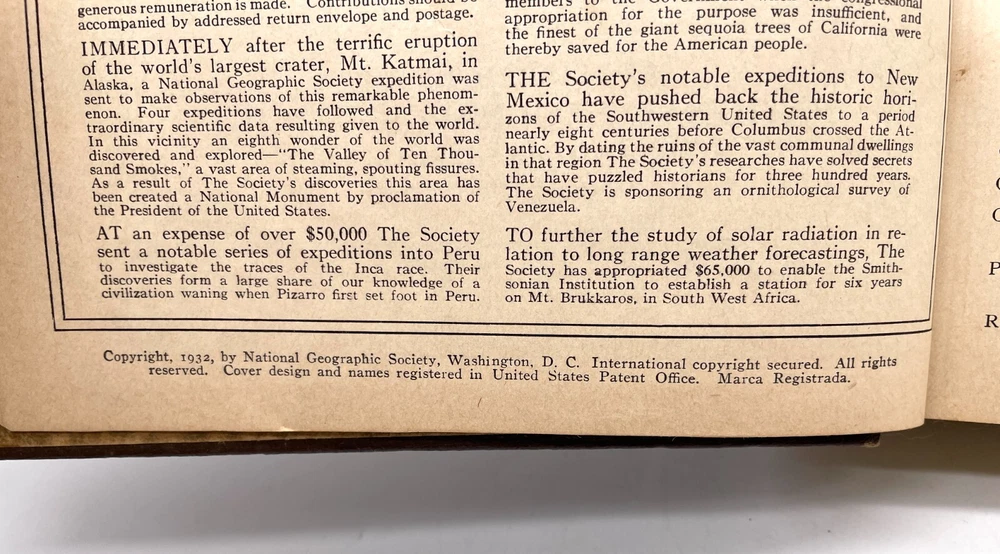 generous remuneration is made. Contributions should be
accompanied by addressed return envelope and postage.
IMMEDIATELY after the terrific eruption
of the world's largest crater, Mt. Katmai, in
Alaska, a National Geographic Society expedition was
sent to make observations of this remarkable phenom-
enon. Four expeditions have followed and the ex-
traordinary scientific data resulting given to the world.
In this vicinity an eighth wonder of the world was
discovered and explored—"The Valley of Ten Thou-
sand Smokes," a vast area of steaming, spouting fissures.
As a result of The Society's discoveries this area has
been created a National Monument by proclamation of
the President of the United States.
AT an expense of over $50,000 The Society
sent a notable series of expeditions into Peru
to investigate the traces of the Inca race. Their
discoveries form a large share of our knowledge of a
civilization waning when Pizarro first set foot in Peru.
members to the Government when the congressional
appropriation for the purpose was insufficient, and
the finest of the giant sequoia trees of California were
thereby saved for the American people.
THE Society's notable expeditions to New
Mexico have pushed back the historic hori-
zons of the Southwestern United States to a period
nearly eight centuries before Columbus crossed the At-
lantic. By dating the ruins of the vast communal dwellings
in that region The Society's researches have solved secrets
that have puzzled historians for three hundred years.
The Society is sponsoring an ornithological survey of
Venezuela.
TO further the study of solar radiation in re-
lation to long range weather forecastings, The
Society has appropriated $65,000 to enable the Smith-
sonian Institution to establish a station for six years
on Mt. Brukkaros, in South West Africa.
Copyright, 1932, by National Geographic Society, Washington, D. C. International copyright secured. All rights
reserved. Cover design and names registered in United States Patent Office. Marca Registrada.